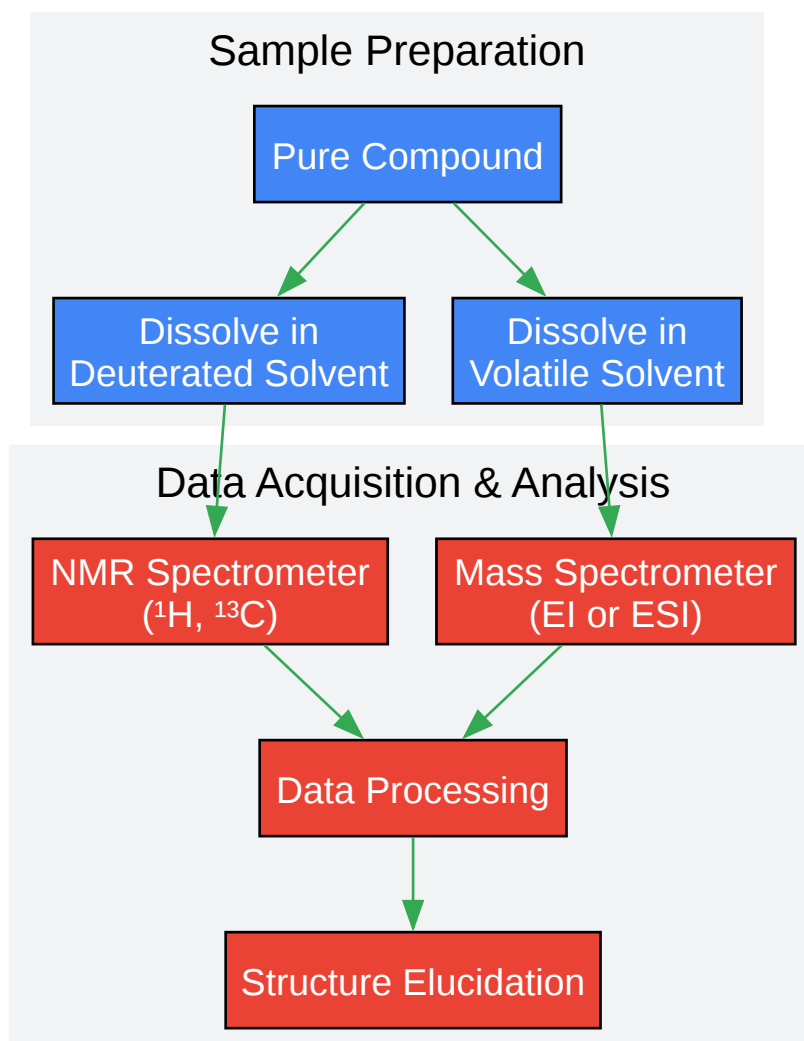 Sample Preparation
Pure Compound
Dissolve in
Deuterated Solvent
Dissolve in
Volatile Solvent
Data Acquisition & Analysis
NMR Spectrometer
(¹H, ¹³C)
Mass Spectrometer
(EI or ESI)
Data Processing
Structure Elucidation